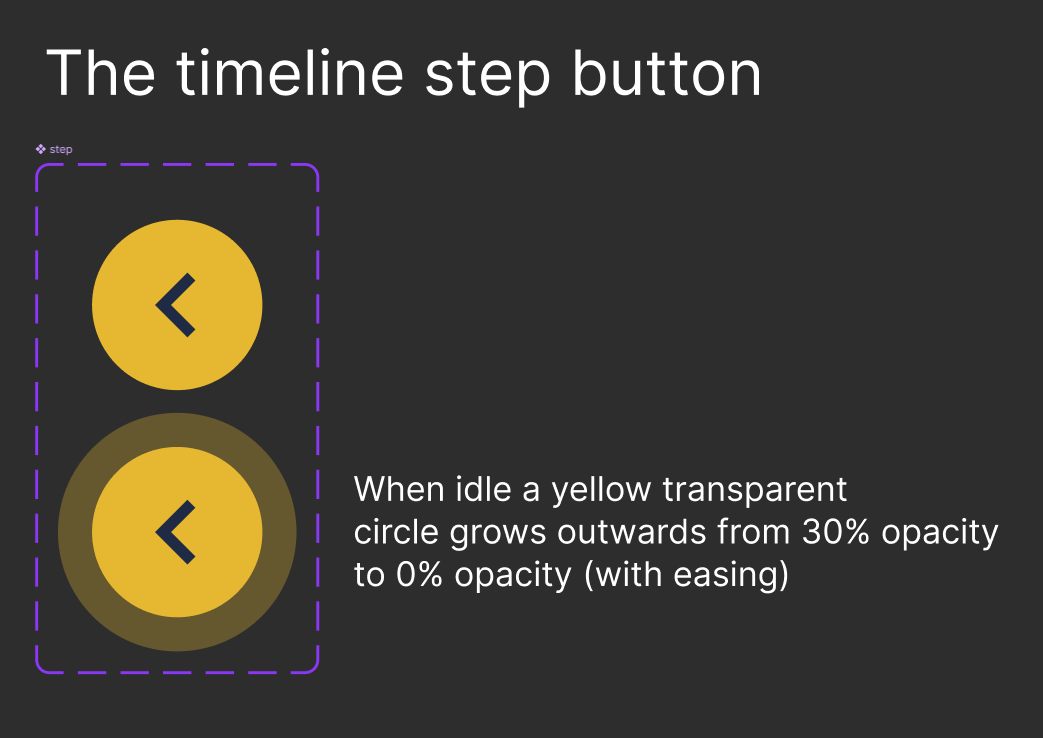 The timeline step button
step
When idle a yellow transparent
circle grows outwards from 30% opacity
to 0% opacity (with easing)